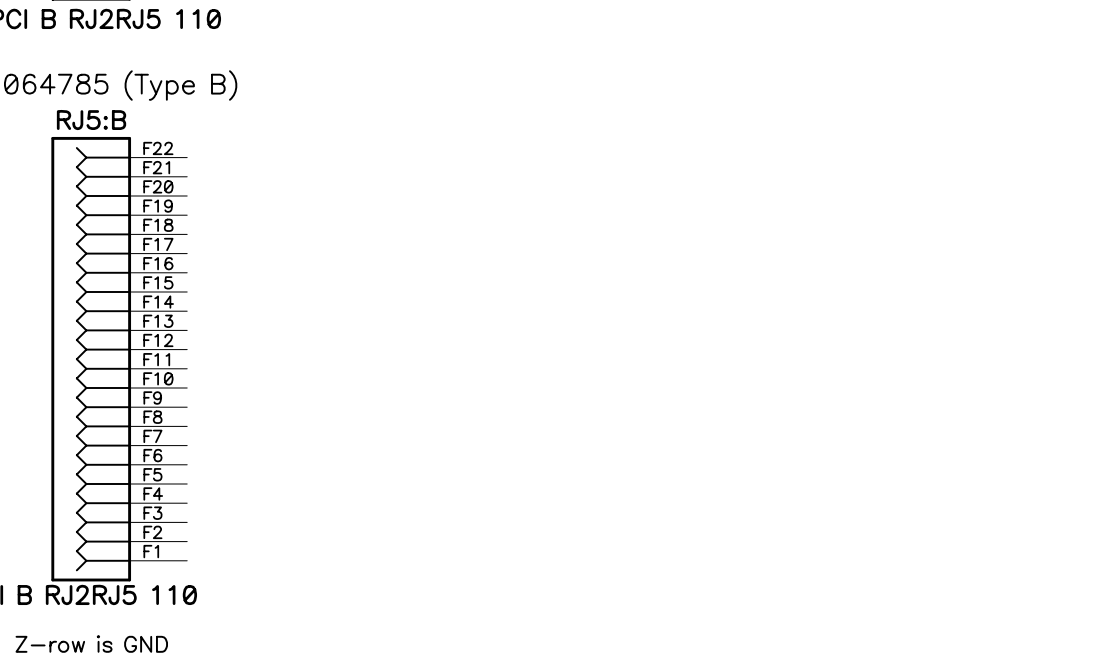 PCI B RJ2RJ5 110
064785 (Type B)
RJ5:B
F22
F21
F20
F19
F18
F17
F16
F15
F14
F13
F12
F11
F10
F9
F8
F7
F6
F5
F4
F3
F2
F1
I B RJ2RJ5 110
Z-row is GND